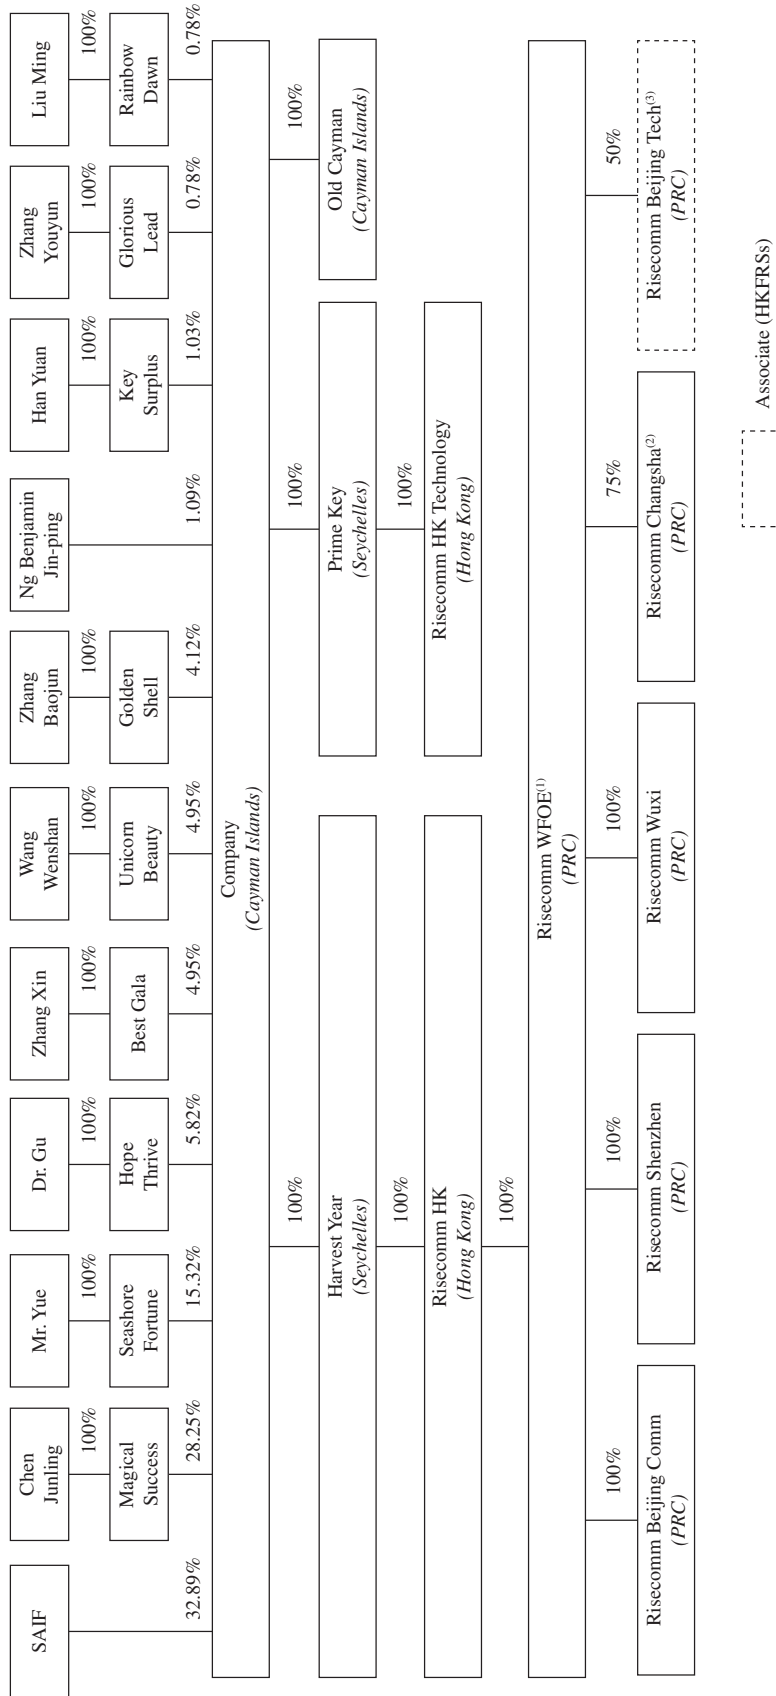 SAIF
Chen
Junling
Mr. Yue
Dr. Gu
Zhang Xin
Wang
Wenshan
Zhang
Baojun
Ng Benjamin
Jin-ping
Han Yuan
Zhang
Youyun
Liu Ming
100%
100%
100%
100%
100%
100%
100%
100%
100%
Magical
Success
Seashore
Fortune
Hope
Thrive
Best Gala
Unicorn
Beauty
Golden
Shell
Key
Surplus
Glorious
Lead
Rainbow
Dawn
32.89%
28.25%
15.32%
5.82%
4.95%
4.95%
4.12%
1.09%
1.03%
0.78%
0.78%
Company
(Cayman Islands)
100%
100%
100%
Harvest Year
(Seychelles)
Prime Key
(Seychelles)
Old Cayman
(Cayman Islands)
100%
100%
Risecomm HK
(Hong Kong)
Risecomm HK Technology
(Hong Kong)
100%
Risecomm WFOE(1)
(PRC)
100%
100%
100%
75%
50%
Risecomm Beijing Comm
(PRC)
Risecomm Shenzhen
(PRC)
Risecomm Wuxi
(PRC)
Risecomm Changsha(2)
(PRC)
Risecomm Beijing Tech(3)
(PRC)
Associate (HKFRSs)